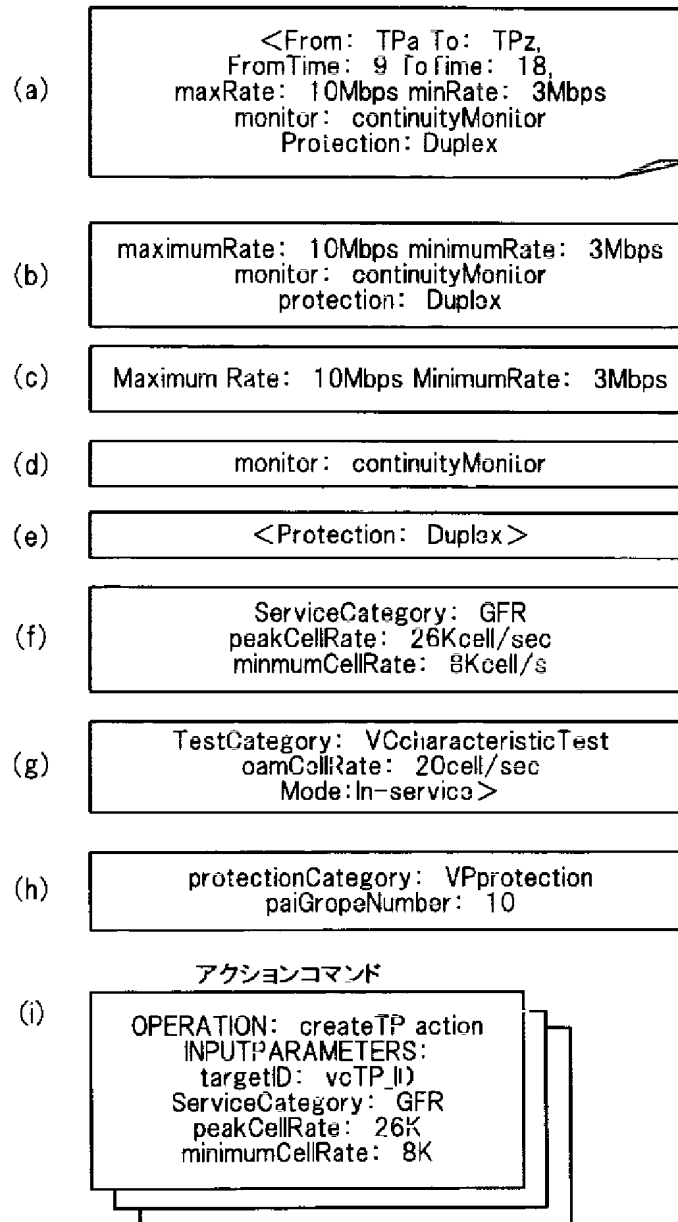 (a)
<From: TPa To: TPz,
FromTime: 9 ToTime: 18,
maxRate: 10Mbps minRate: 3Mbps
monitor: continuityMonitor
Protection: Duplex
(b)
maximumRate: 10Mbps minimumRate: 3Mbps
monitor: continuityMonitor
protection: Duplex
(c)
Maximum Rate: 10Mbps MinimumRate: 3Mbps
(d)
monitor: continuityMonitor
(e)
<Protection: Duplex>
(f)
ServiceCategory: GFR
peakCellRate: 26Kcell/sec
minmumCellRate: 8Kcell/s
(g)
TestCategory: VCcharacteristicTest
oamCellRate: 20cell/sec
Mode:In-service>
(h)
protectionCategory: VPprotection
paiGropeNumber: 10
アクションコマンド
(i)
OPERATION: createTP action
INPUTPARAMETERS:
targetID: vcTP_ID
ServiceCategory: GFR
peakCellRate: 26K
minimumCellRate: 8K